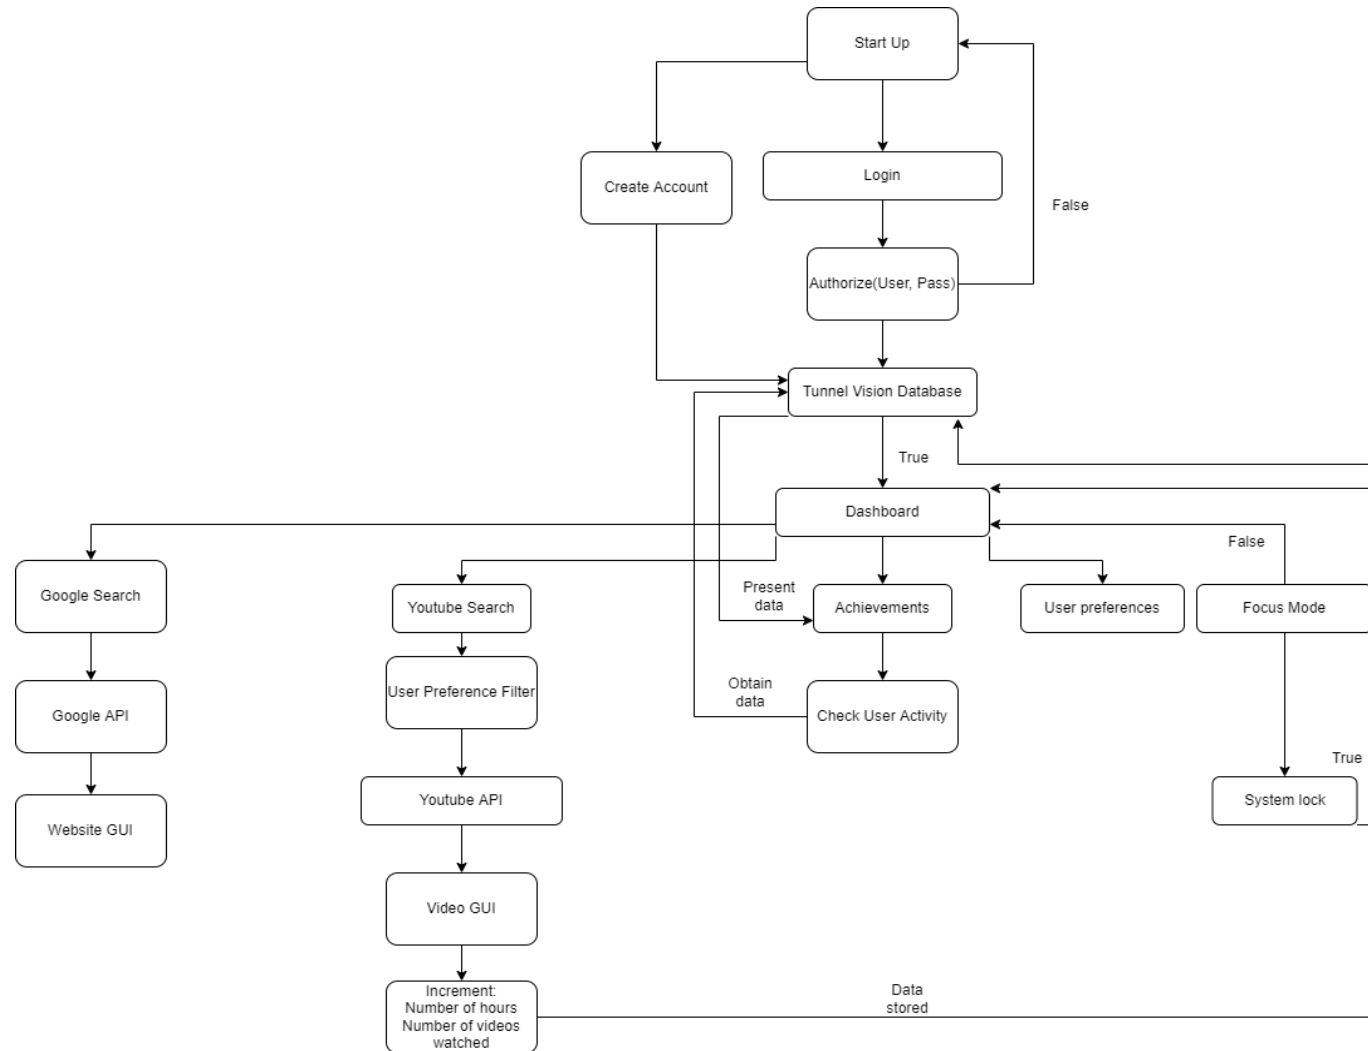 Start Up
Create Account
Login
False
Authorize(User, Pass)
Tunnel Vision Database
True
Dashboard
False
Google Search
Youtube Search
Present
data
Achievements
User preferences
Focus Mode
User Preference Filter
Obtain
data
Google API
Check User Activity
True
Youtube API
System lock
Website GUI
Video GUI
Increment:
Number of hours
Number of videos
watched
Data
stored